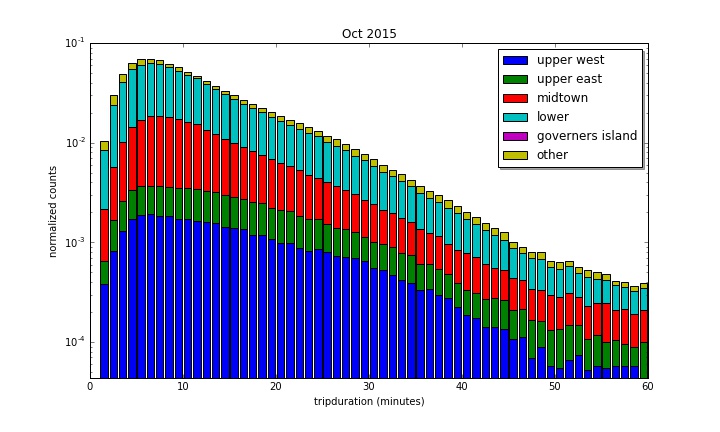 Oct 2015
10^-1
10^-2
10^-3
10^-4
normalized counts
upper west
upper east
midtown
lower
governers island
other
0 10 20 30 40 50 60
tripduration (minutes)